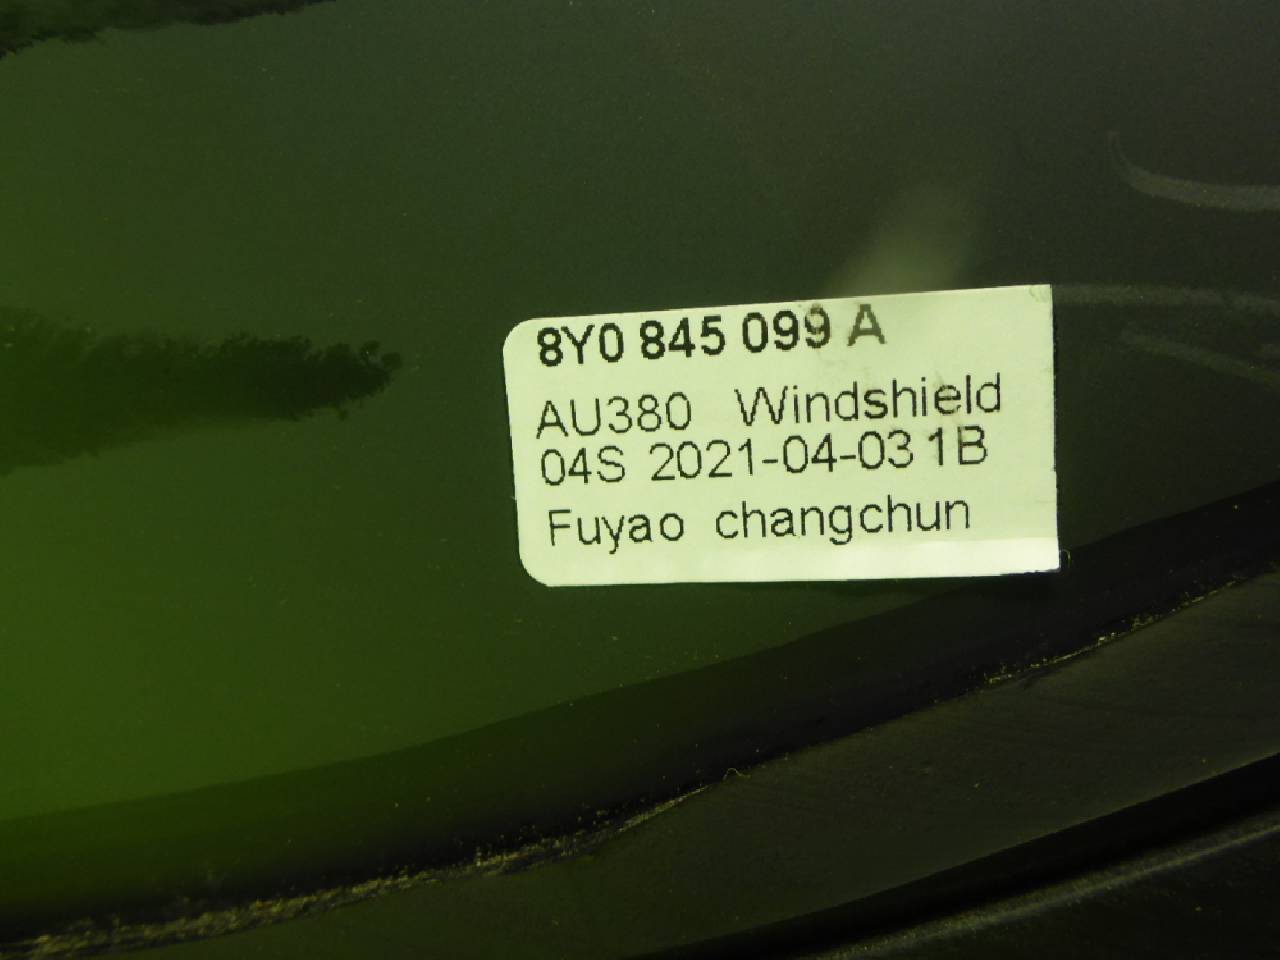 8Y0 845 099 A
AU380 Windshield
04S 2021-04-03 1B
Fuyao changchun